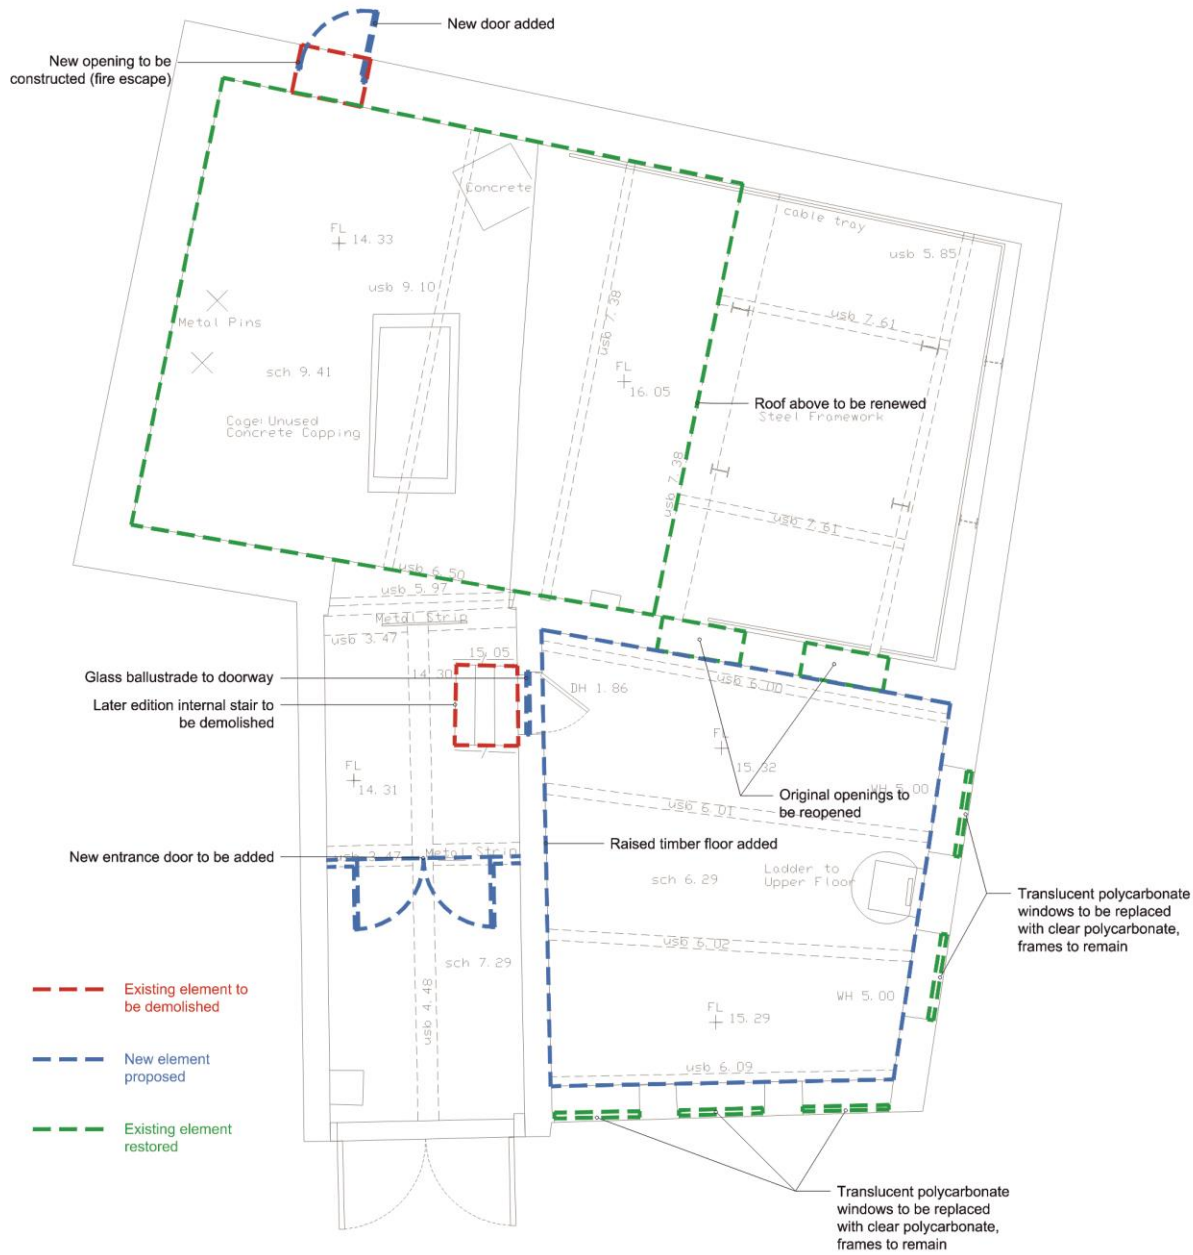 New door added
New opening to be
constructed (fire escape)
Concrete
cable tray
FL
14.33
usb 5.85
usb 9.10
usb 7.38
usb 7.61
Metal Pins
FL
16.05
sch 9.41
Roof above to be renewed
Steel Framework
Cage: Unused
Concrete Capping
usb 7.38
usb 7.61
usb 6.50
usb 5.97
Metal Strip
usb 3.47
15.05
14.30
Glass ballustrade to doorway
DH 1.86
usb 6.00
Later edition internal stair to
be demolished
FL
15.32
FL
14.31
WH 5.00
Original openings to
be reopened
usb 6.01
Raised timber floor added
New entrance door to be added
usb 3.47
Metal Strip
Ladder to
Upper Floor
sch 6.29
Translucent polycarbonate
windows to be replaced
with clear polycarbonate,
frames to remain
usb 6.02
sch 7.29
Existing element to
be demolished
WH 5.00
usb 4.48
FL
15.29
New element
proposed
usb 6.09
Existing element
restored
Translucent polycarbonate
windows to be replaced
with clear polycarbonate,
frames to remain